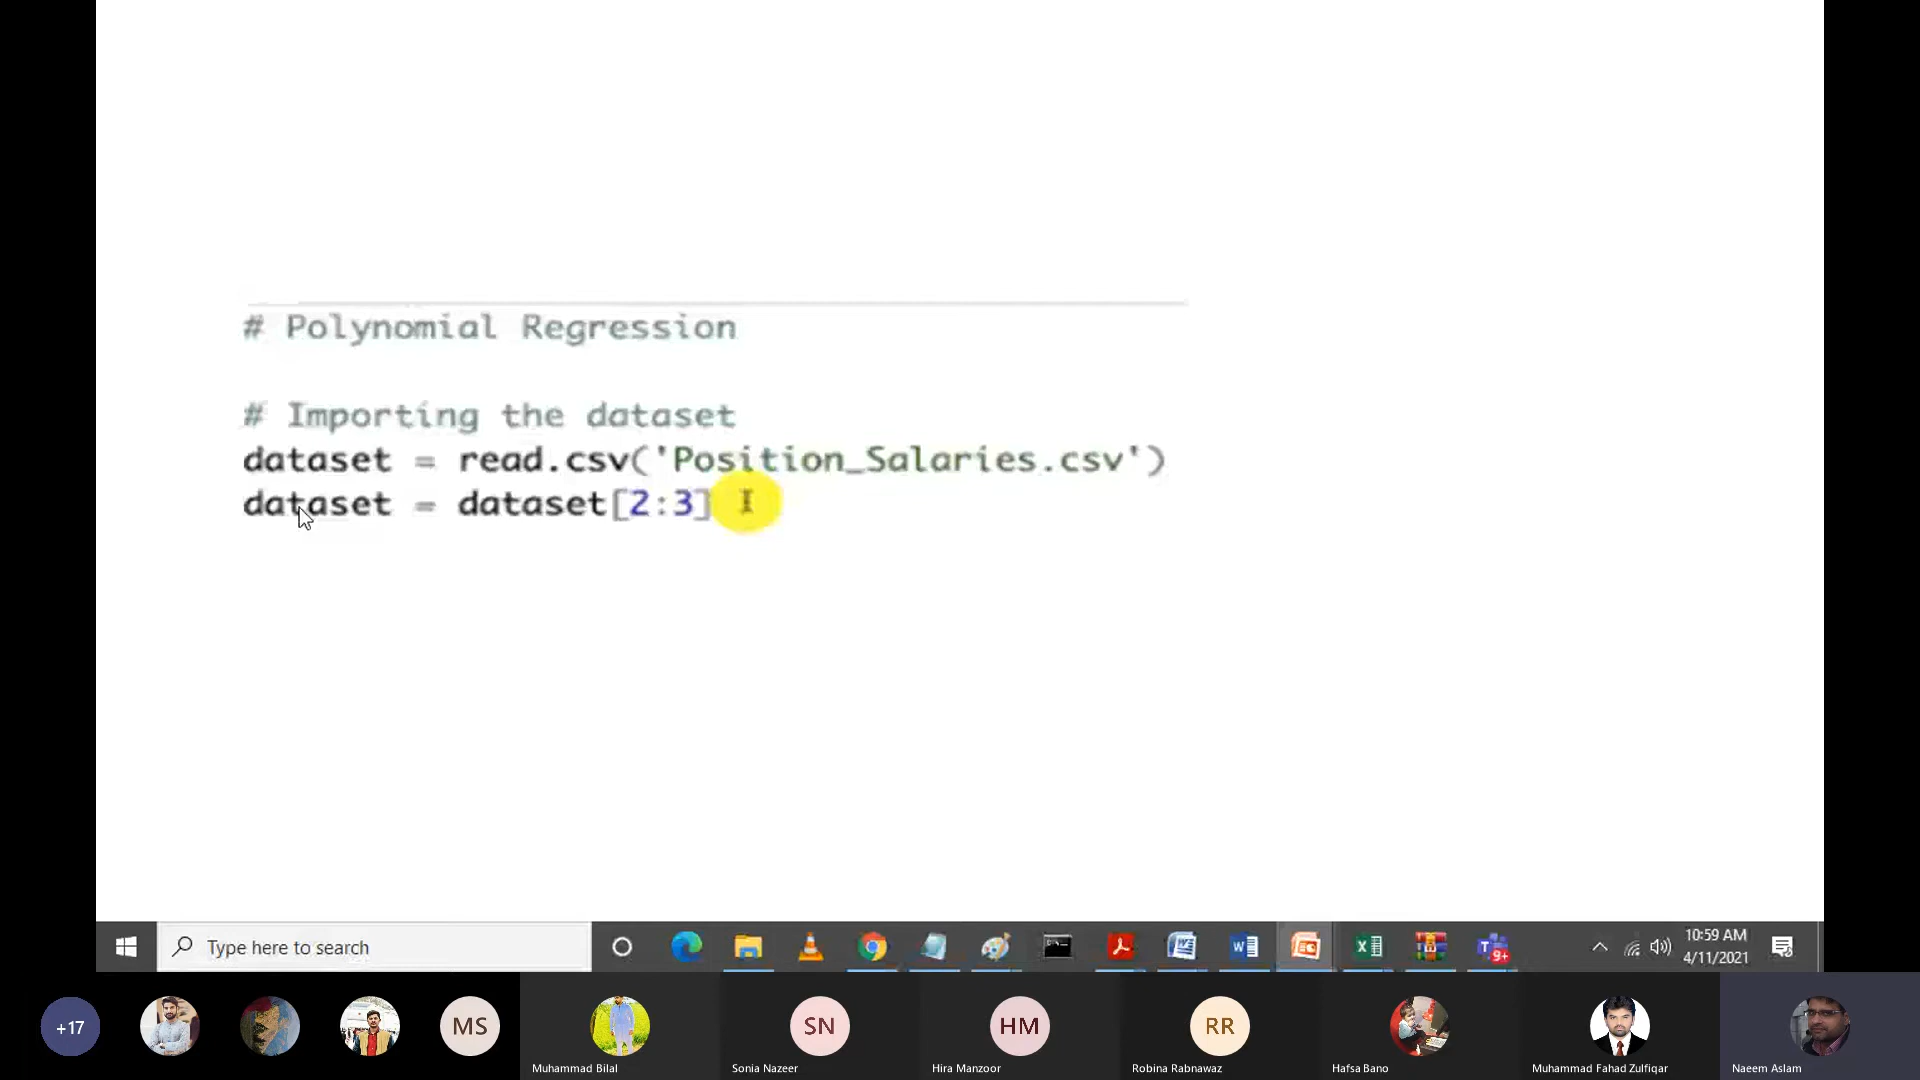 # Polynomial Regression
# Importing the dataset
dataset = read.csv('Position_Salaries.csv')
dataset = dataset[2:3]
Type here to search
9+
10:59 AM
4/11/2021
+17
MS
SN
HM
RR
Muhammad Bilal
Sonia Nazeer
Hira Manzoor
Robina Rabnawaz
Hafsa Bano
Muhammad Fahad Zulfiqar
Naeem Aslam